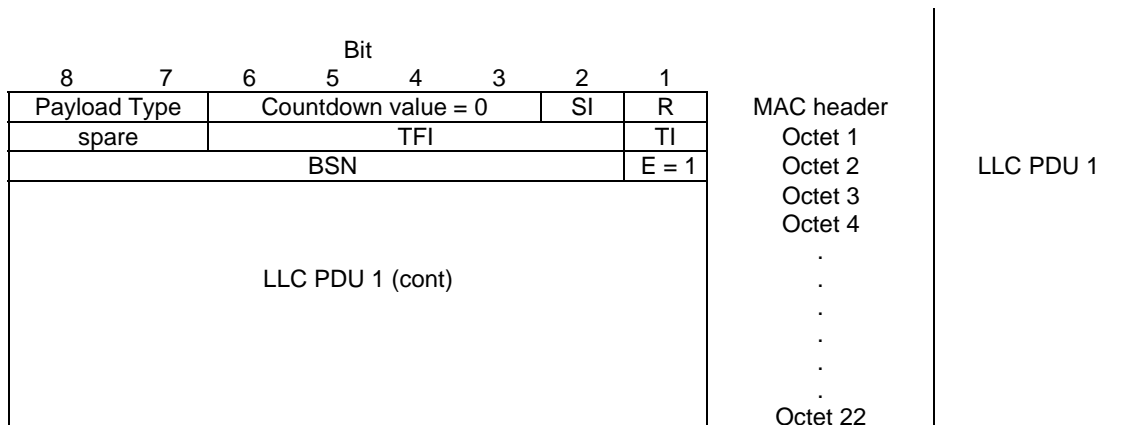 Bit
8 7 6 5 4 3 2 1
Payload Type Countdown value = 0 SI R MAC header
spare TFI TI Octet 1
BSN E = 1 Octet 2 LLC PDU 1
Octet 3
Octet 4
.
LLC PDU 1 (cont) .
.
.
.
.
Octet 22